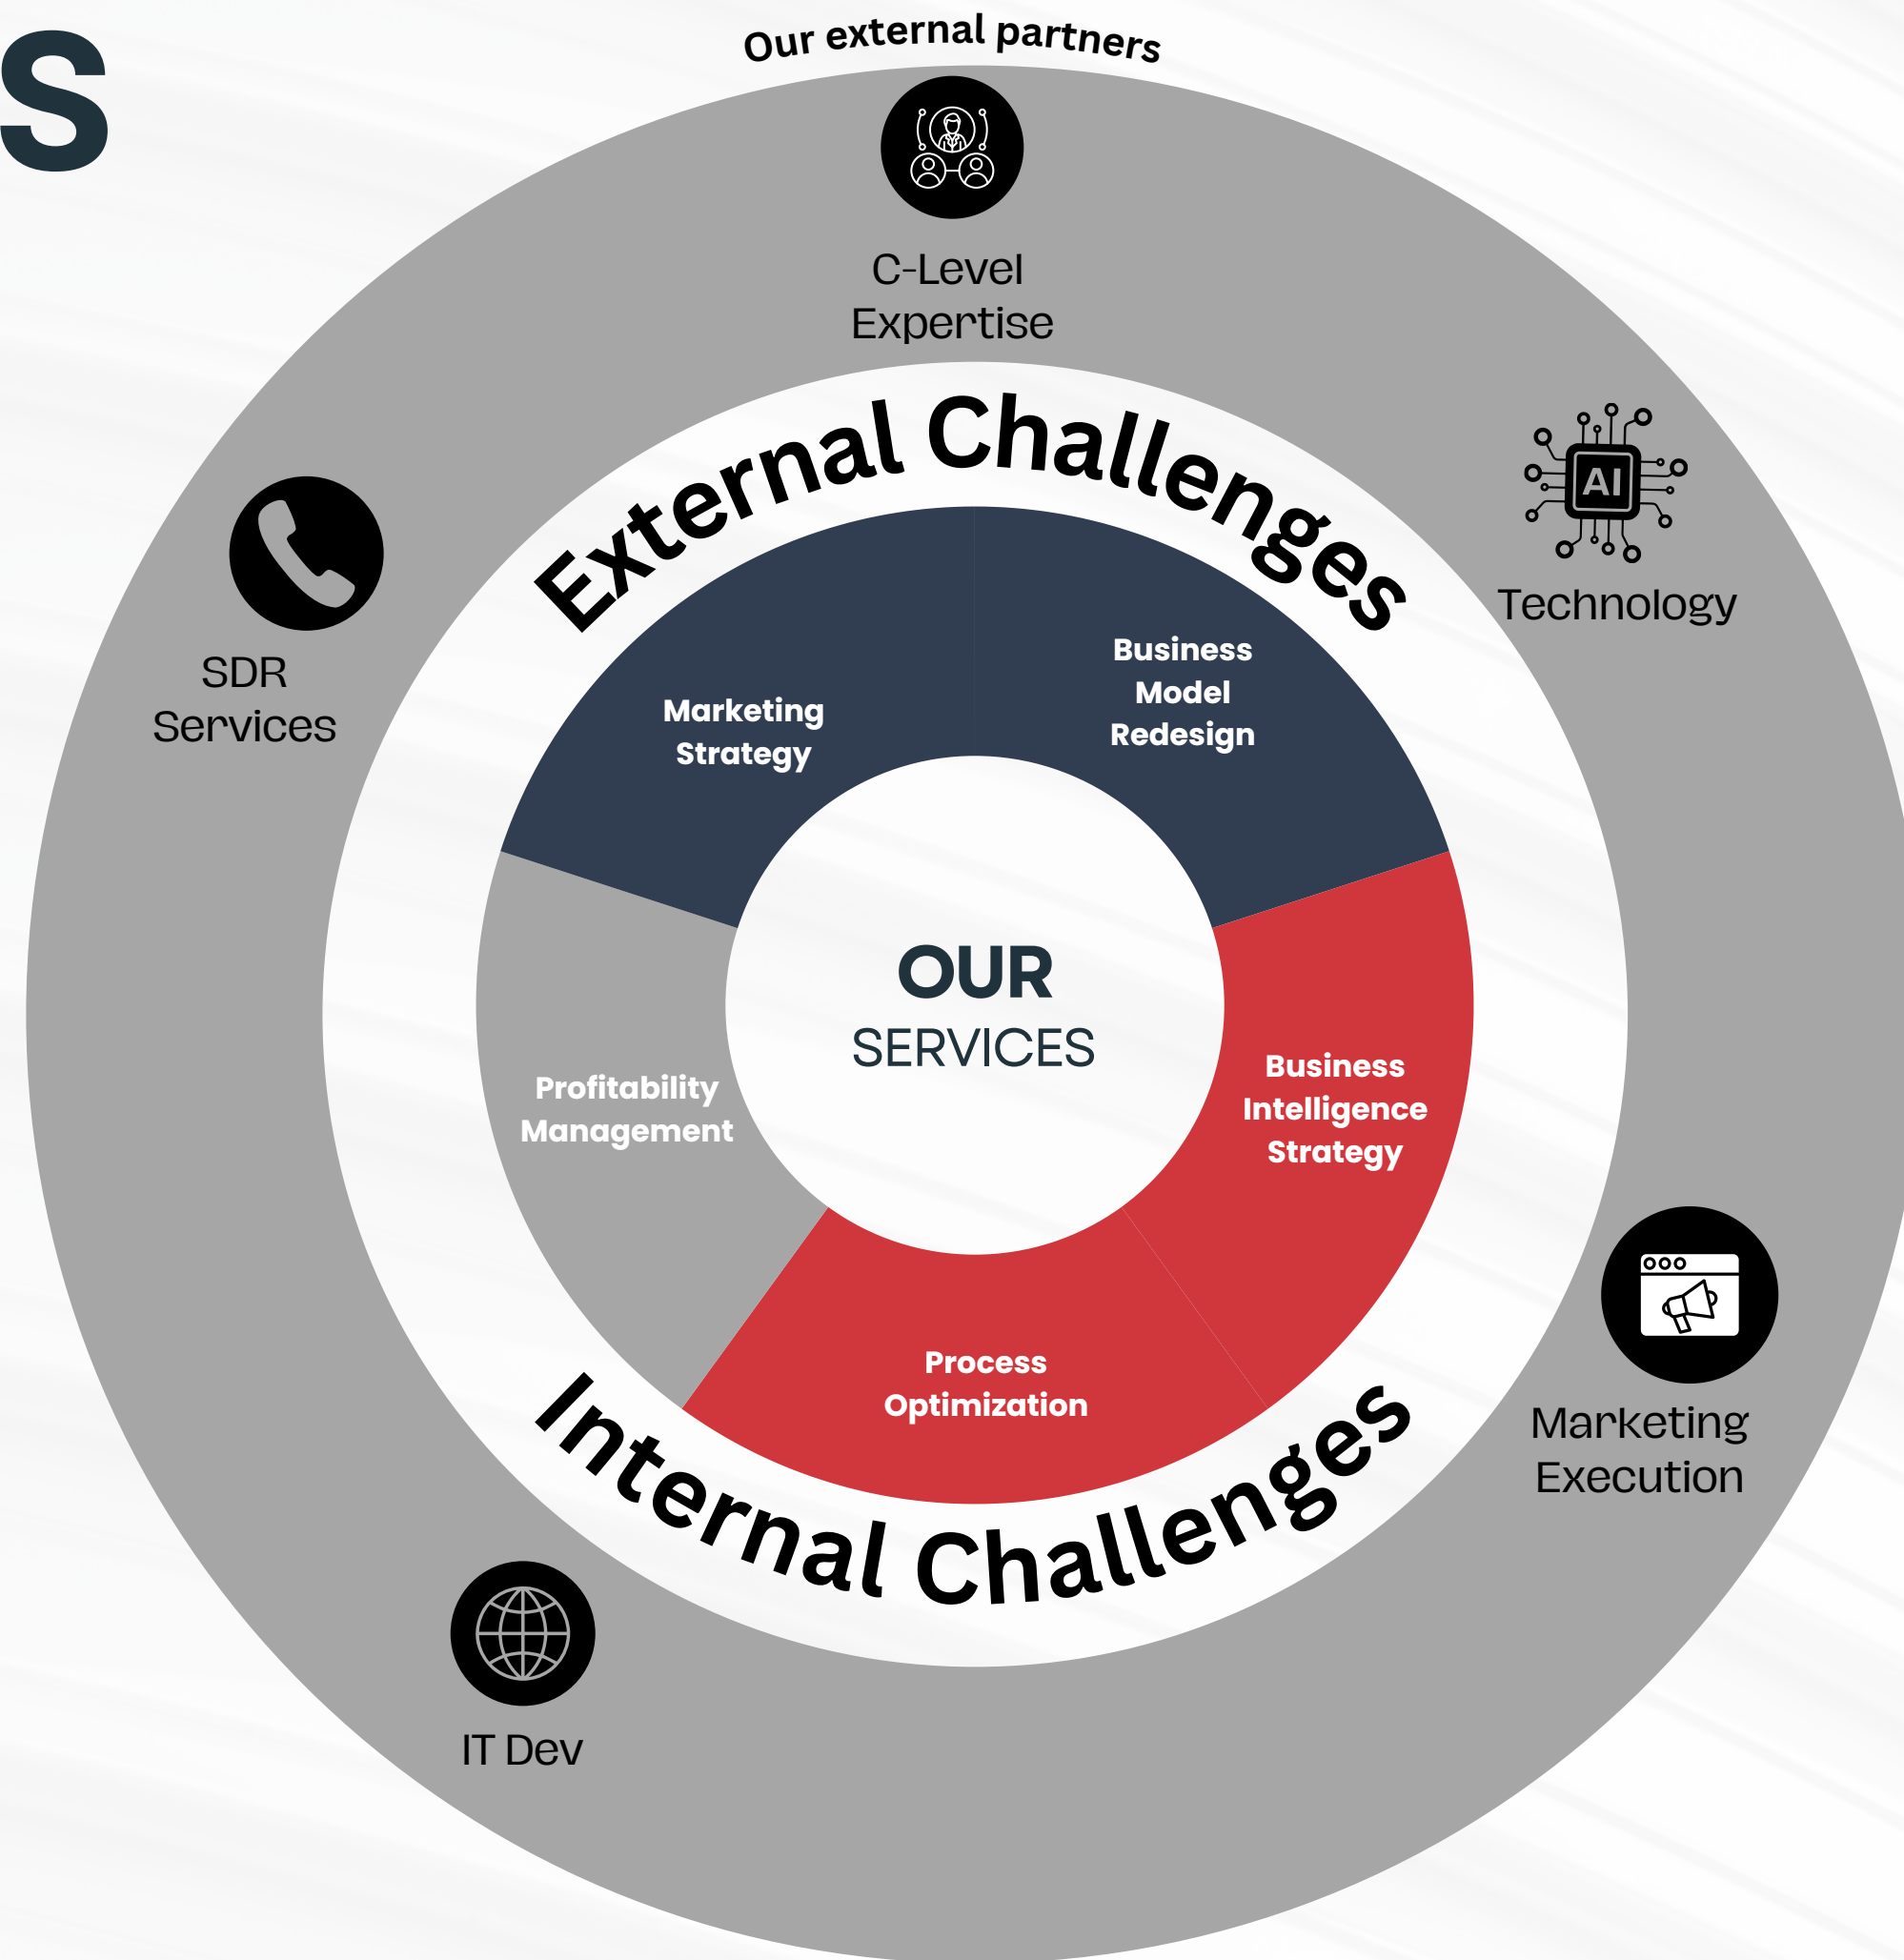 S
Our external partners
C-Level
Expertise
External Challenges
AI
Technology
SDR
Services
Business
Model
Redesign
Marketing
Strategy
OUR
SERVICES
Business
Intelligence
Strategy
Profitability
Management
Process
Optimization
Marketing
Execution
Internal Challenges
IT Dev